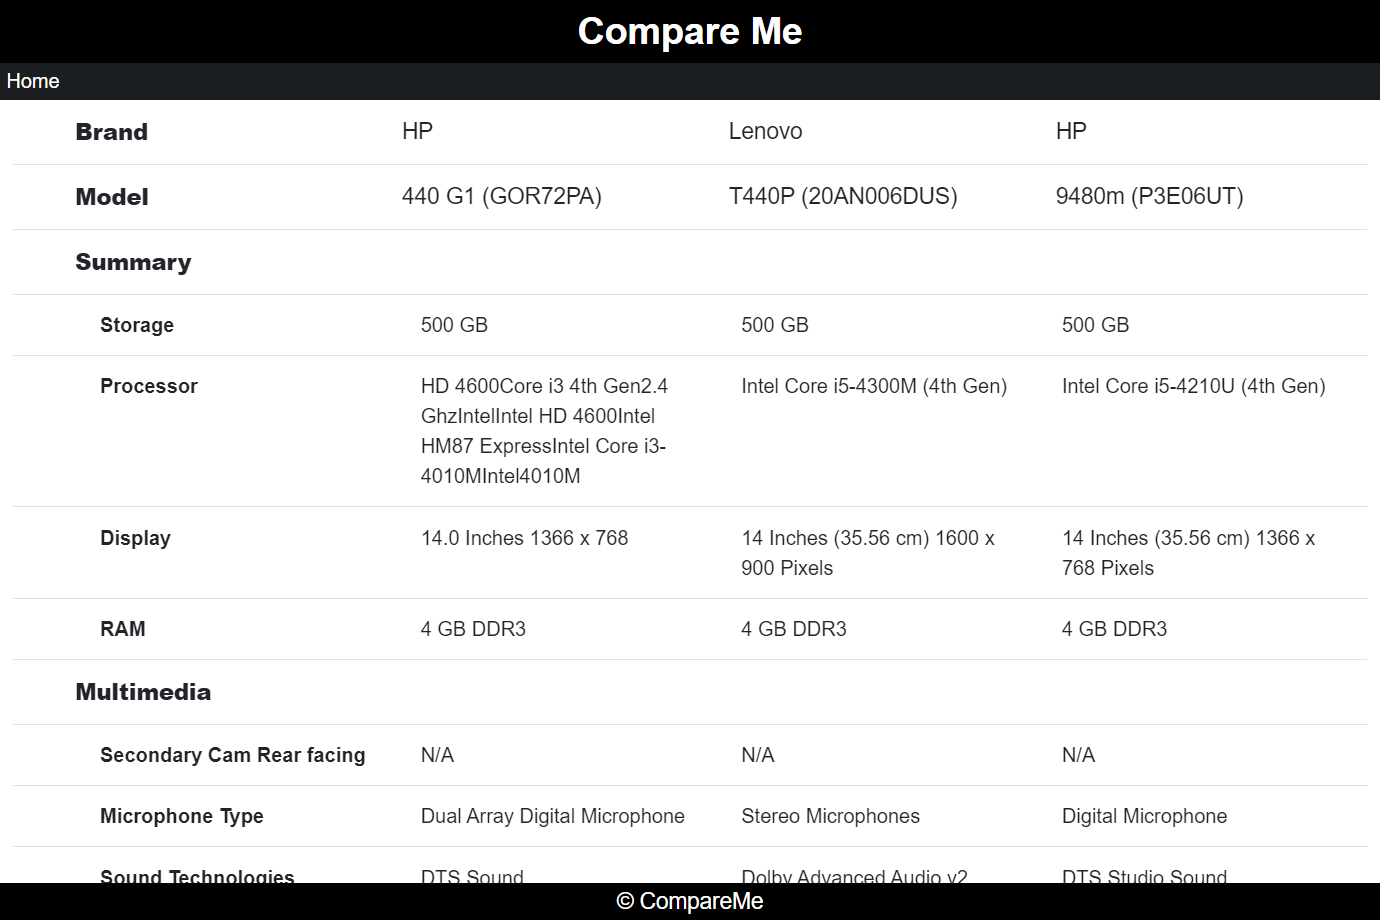 Compare Me
Home
Brand HP Lenovo HP
Model 440 G1 (GOR72PA) T440P (20AN006DUS) 9480m (P3E06UT)
Summary
Storage 500 GB 500 GB 500 GB
Processor HD 4600Core i3 4th Gen2.4 Intel Core i5-4300M (4th Gen) Intel Core i5-4210U (4th Gen)
GhzIntelIntel HD 4600Intel
HM87 ExpressIntel Core i3-
4010MIntel4010M
Display 14.0 Inches 1366 x 768 14 Inches (35.56 cm) 1600 x 14 Inches (35.56 cm) 1366 x
900 Pixels 768 Pixels
RAM 4 GB DDR3 4 GB DDR3 4 GB DDR3
Multimedia
Secondary Cam Rear facing N/A N/A N/A
Microphone Type Dual Array Digital Microphone Stereo Microphones Digital Microphone
Sound Technologies DTS Sound Dolby Advanced Audio v2 DTS Studio Sound
© CompareMe